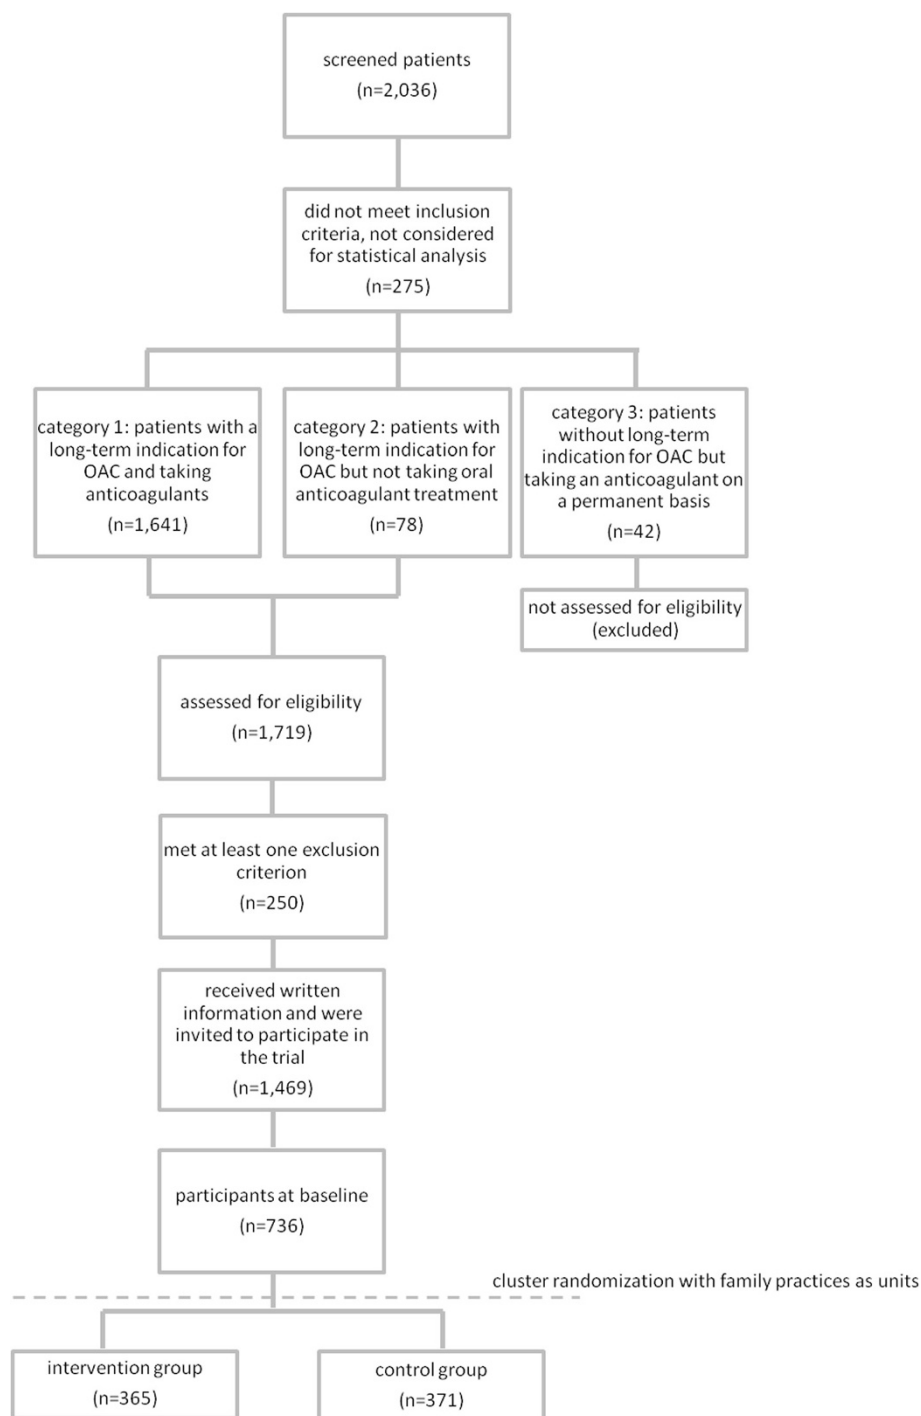 screened patients
(n=2,036)
did not meet inclusion
criteria, not considered
for statistical analysis
(n=275)
category 1: patients with a
long-term indication for
OAC and taking
anticoagulants
(n=1,641)
category 2: patients with
long-term indication for
OAC but not taking oral
anticoagulant treatment
(n=78)
category 3: patients
without long-term
indication for OAC but
taking an anticoagulant on
a permanent basis
(n=42)
not assessed for eligibility
(excluded)
assessed for eligibility
(n=1,719)
met at least one exclusion
criterion
(n=250)
received written
information and were
invited to participate in
the trial
(n=1,469)
participants at baseline
(n=736)
cluster randomization with family practices as units
intervention group
(n=365)
control group
(n=371)